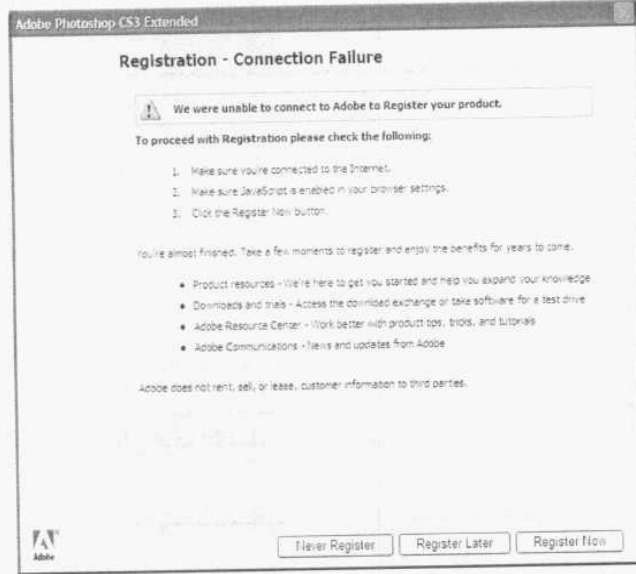 Adobe Photoshop CS3 Extended
Registration - Connection Failure
We were unable to connect to Adobe to Register your product.
To proceed with Registration please check the following:
1. Make sure you're connected to the Internet.
2. Make sure JavaScript is enabled in your browser settings.
3. Click the Register Now button.
You're almost finished. Take a few moments to register and enjoy the benefits for years to come.
• Product resources - We're here to get you started and help you expand your knowledge
• Downloads and trials - Access the download exchange or take software for a test drive
• Adobe Resource Center - Work better with product tips, tricks, and tutorials
• Adobe Communications - News and updates from Adobe
Adobe does not rent, sell, or lease, customer information to third parties.
Adobe
Never Register
Register Later
Register Now